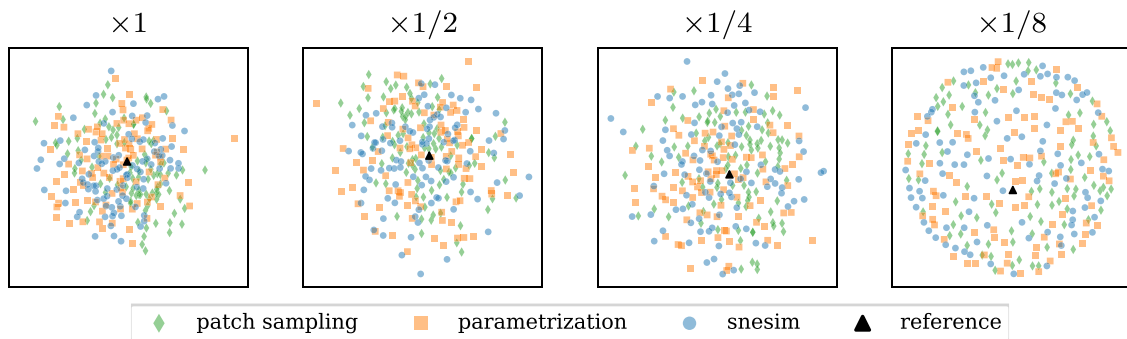 ×1 ×1/2 ×1/4 ×1/8
patch sampling parametrization snesim reference